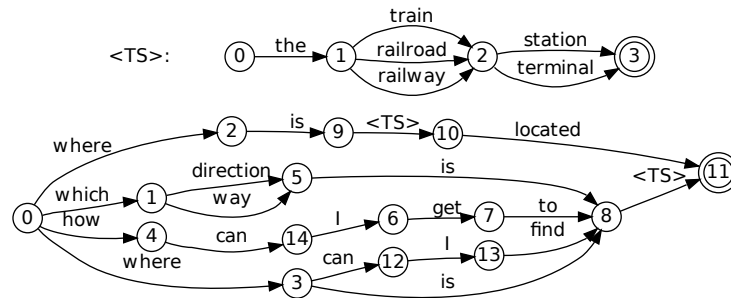 train
<TS>: 0 the 1 railroad 2 station 3
railway terminal
where 2 is 9 <TS> 10 located
which 1 direction 5 is <TS> 11
way
0 how 4 can 14 I 6 get 7 to 8
find
where 3 can 12 I 13
is